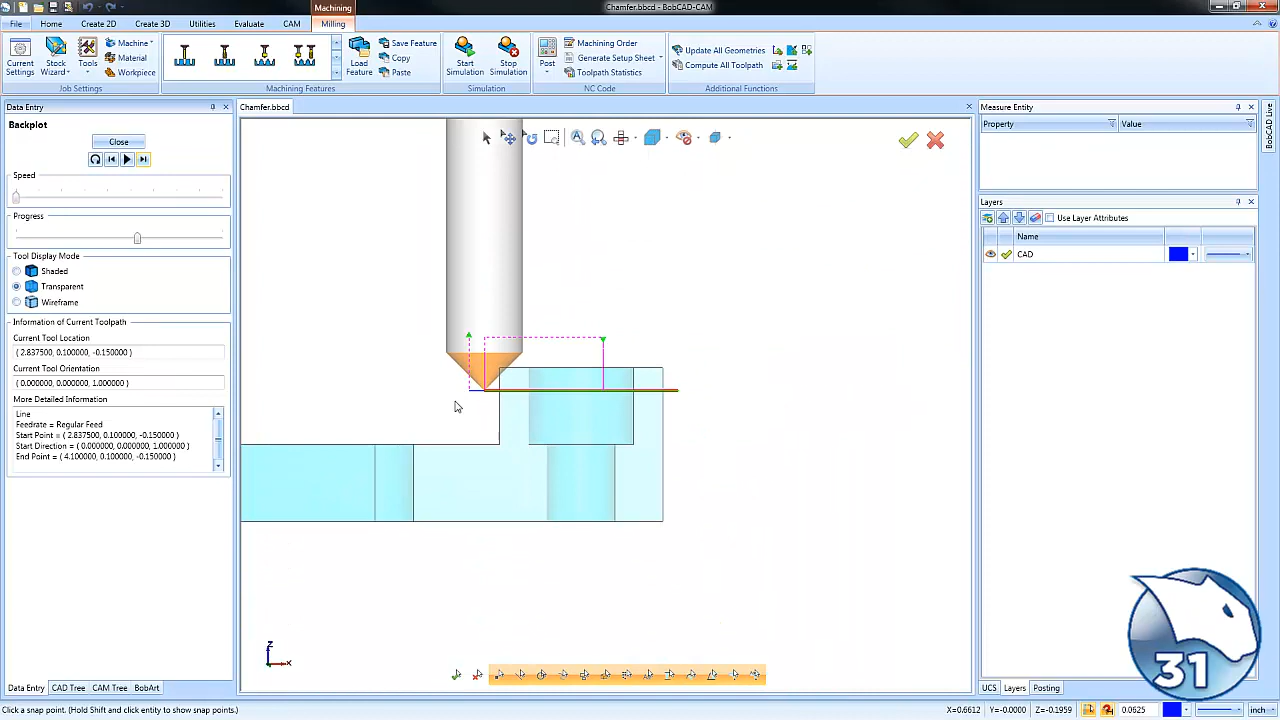 Machining
Chamfer.bbcd - BobCAD-CAM
File
Home
Create 2D
Create 3D
Utilities
Evaluate
CAM
Milling
Current Settings
Stock Wizard
Tools
Machine
Material
Workpiece
Job Settings
Load Feature
Save Feature
Copy
Paste
Machining Features
Start Simulation
Stop Simulation
Simulation
Post
Machining Order
Generate Setup Sheet
Toolpath Statistics
NC Code
Update All Geometries
Compute All Toolpath
Additional Functions
Data Entry
Backplot
Close
Speed
Progress
Tool Display Mode
Shaded
Transparent
Wireframe
Information of Current Toolpath
Current Tool Location
( 2.837500, 0.100000, -0.150000 )
Current Tool Orientation
( 0.000000, 0.000000, 1.000000 )
More Detailed Information
Line
Feedrate = Regular Feed
Start Point = ( 2.837500, 0.100000, -0.150000 )
Start Direction = ( 0.000000, 0.000000, 1.000000 )
End Point = ( 4.100000, 0.100000, -0.150000 )
Chamfer.bbcd
Z
X
Measure Entity
Property
Value
Layers
Use Layer Attributes
Name
CAD
BobCAD Live
31
Data Entry
CAD Tree
CAM Tree
BobArt
UCS
Layers
Posting
Click a snap point. (Hold Shift and click entity to show snap points.)
X=0.6612
Y=-0.0000
Z=-0.1959
0.0625
inch